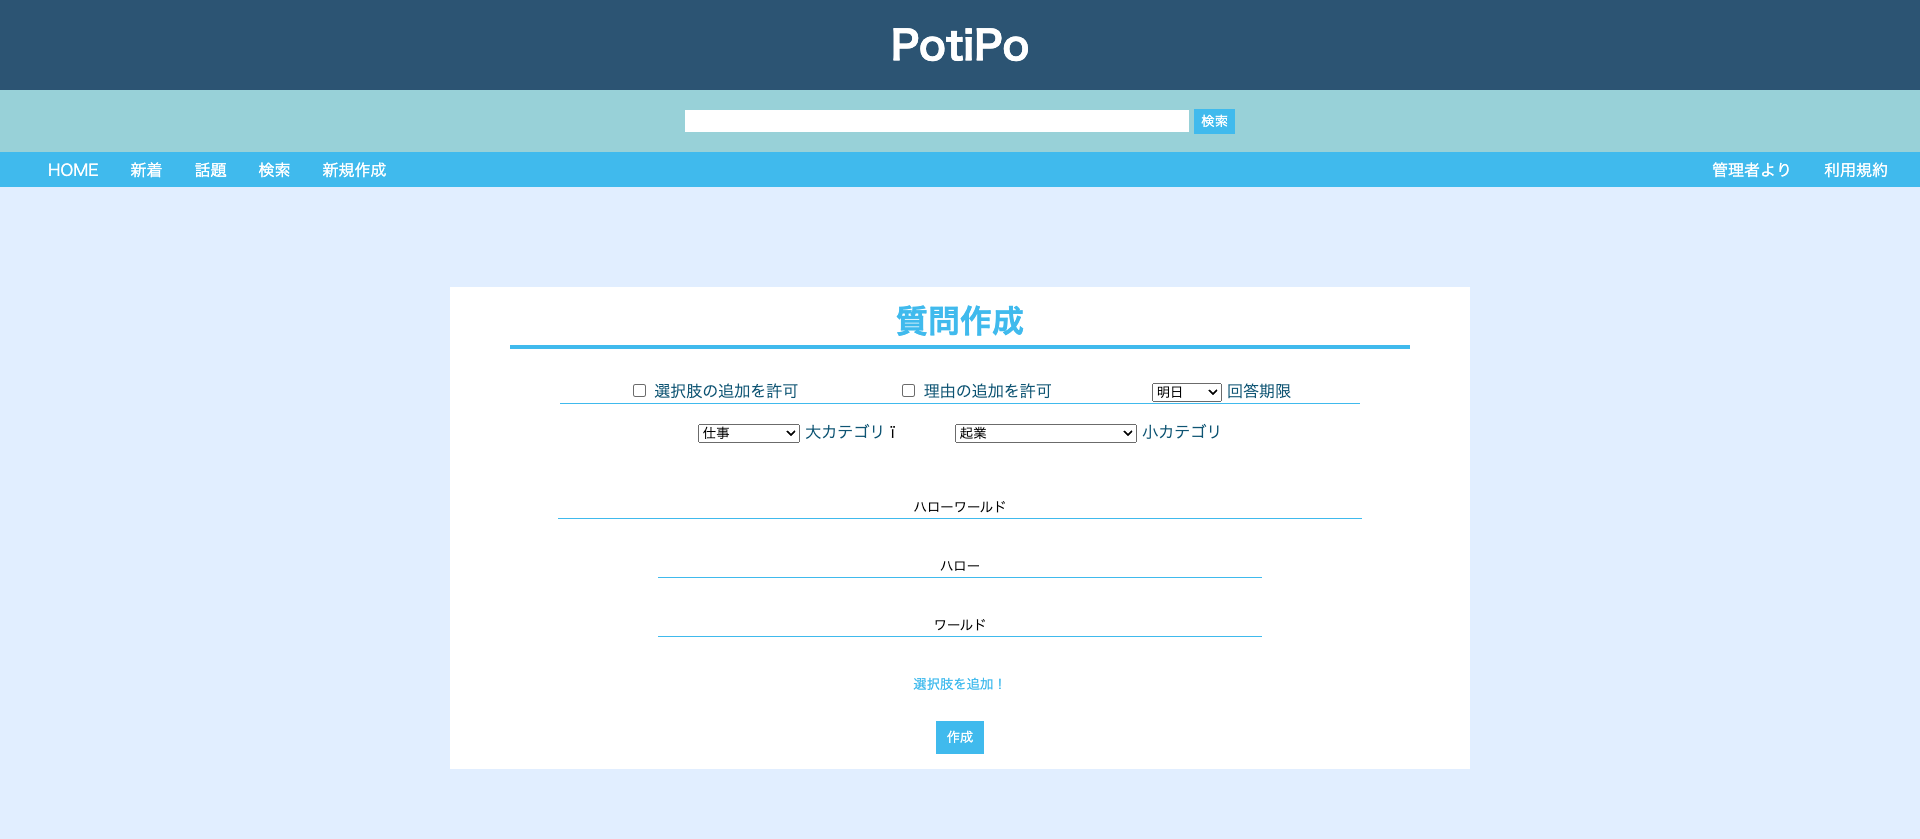 PotiPo
検索
HOME 新着 話題 検索 新規作成 管理者より 利用規約
質問作成
選択肢の追加を許可 理由の追加を許可 明日 回答期限
仕事 大カテゴリ ï 起業 小カテゴリ
ハローワールド
ハロー
ワールド
選択肢を追加！
作成